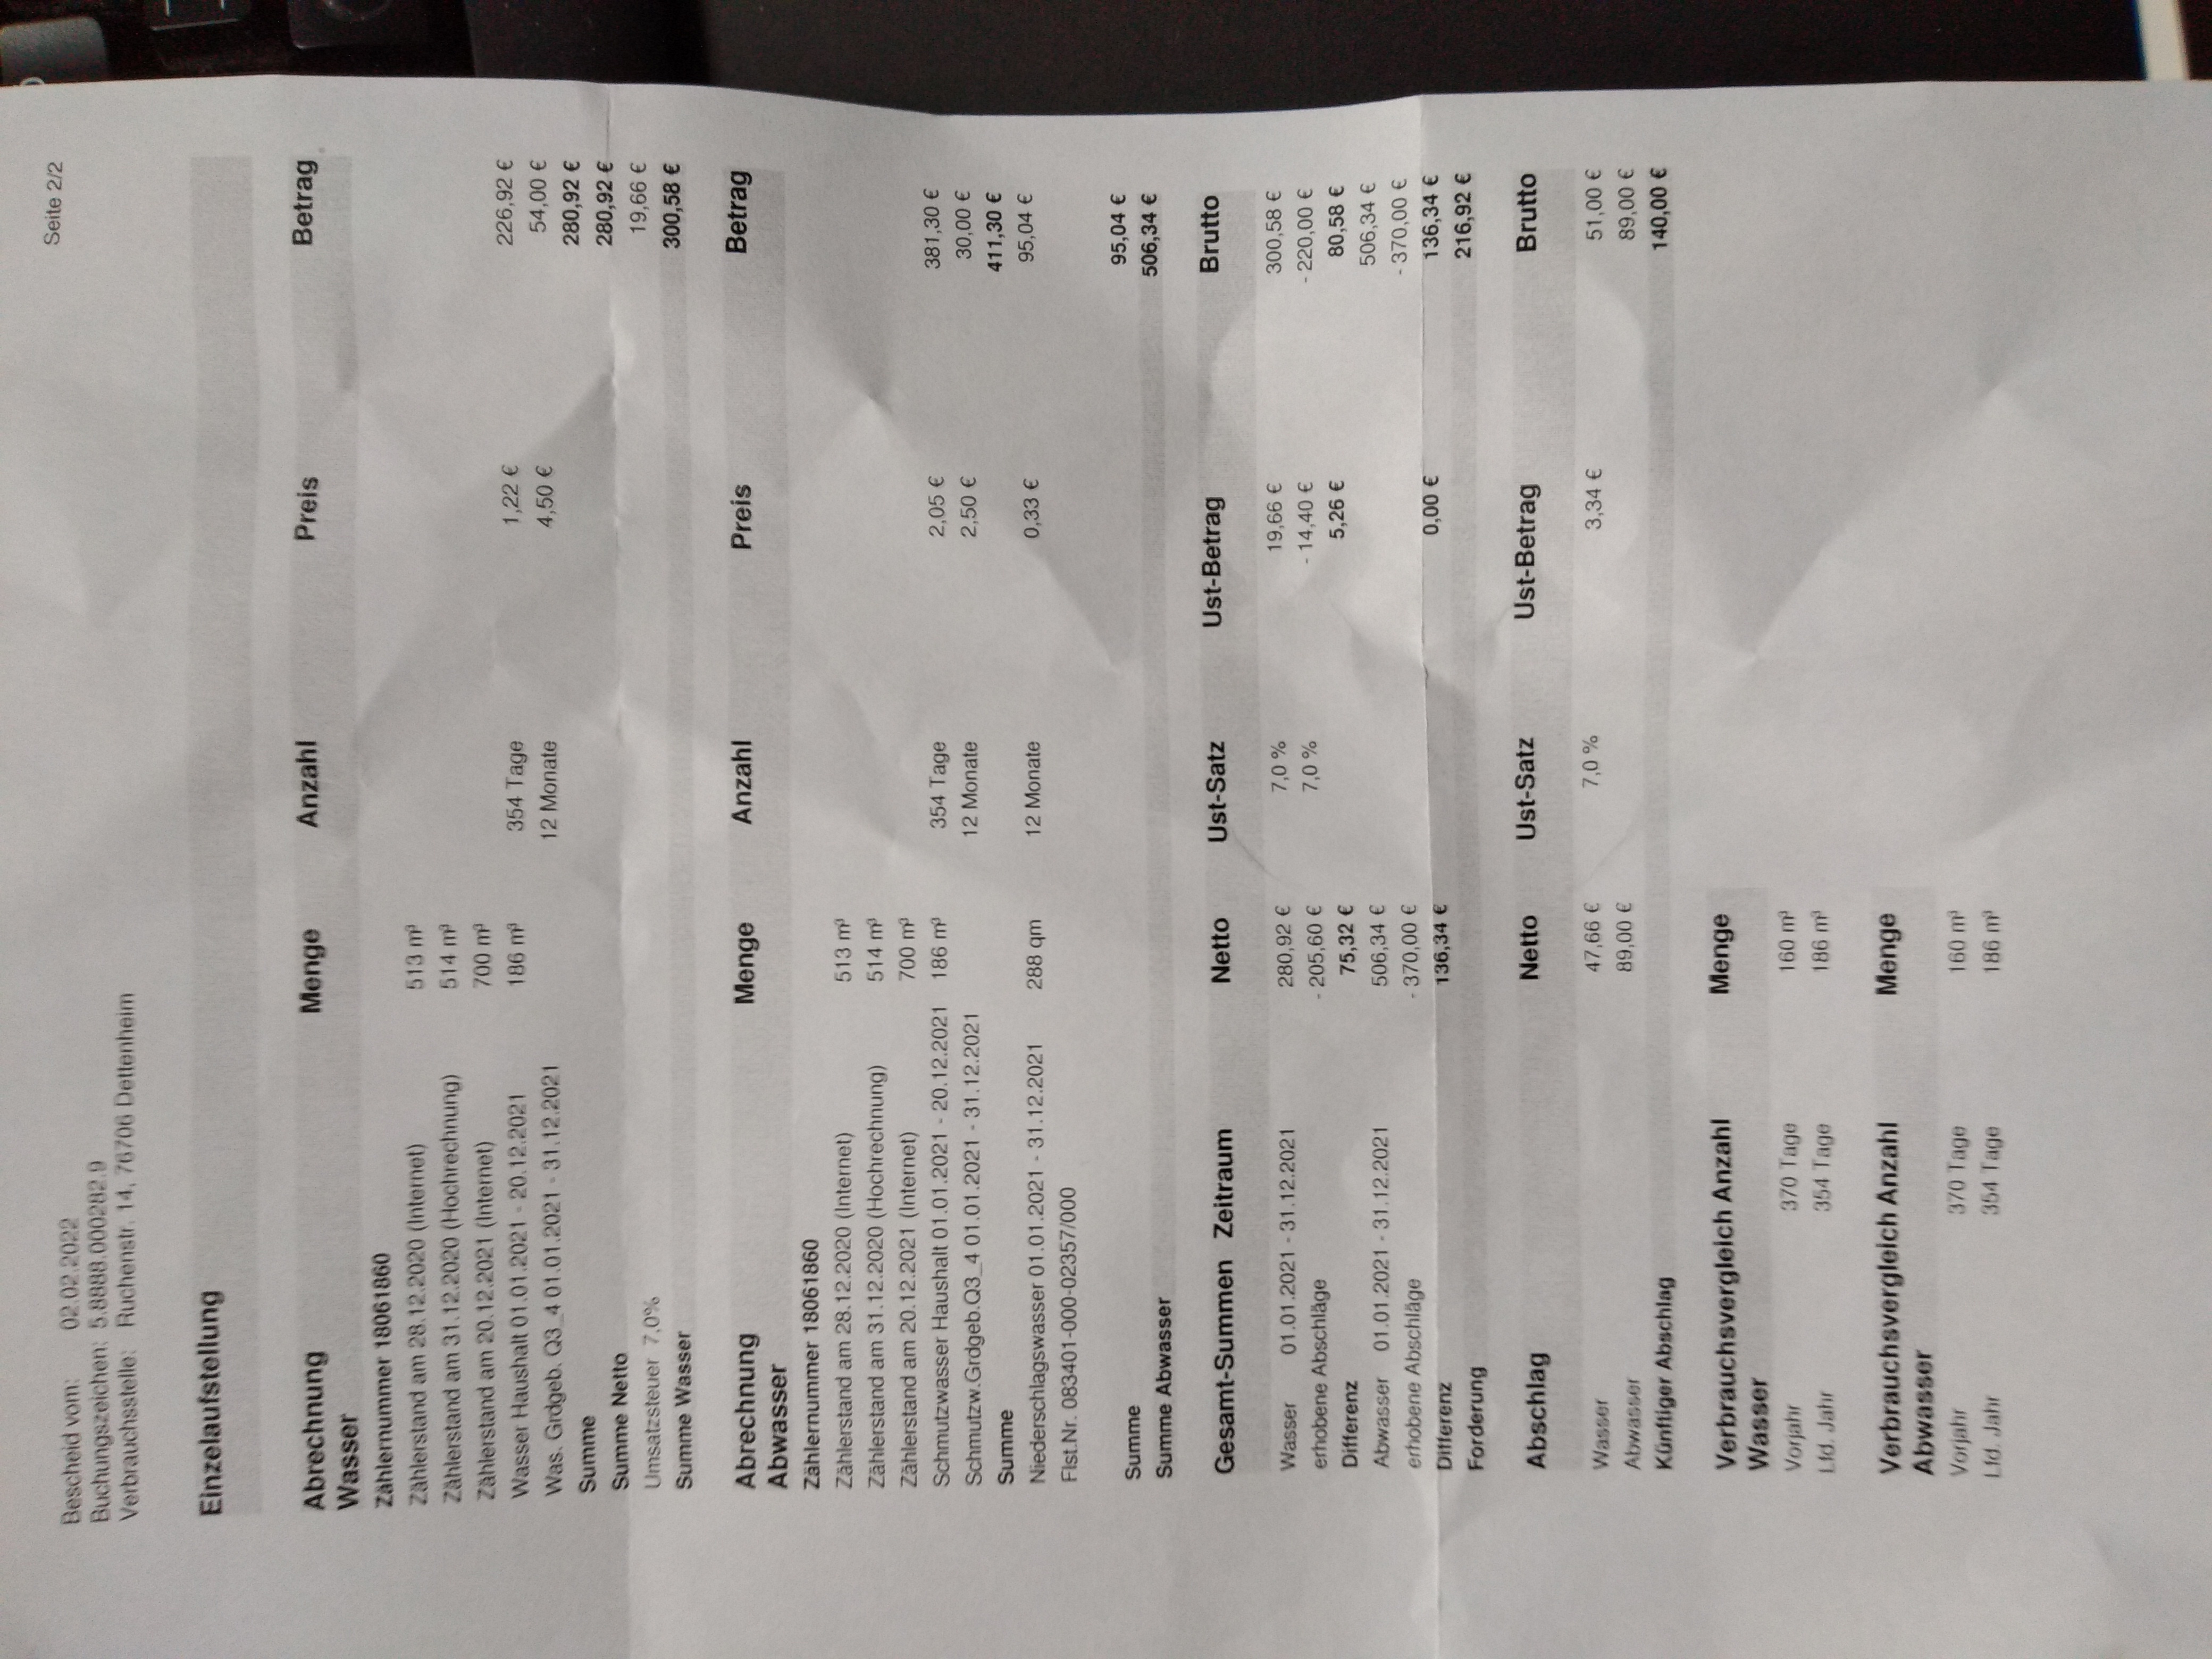 Seite 2/2
Bescheid vom: 02.02.2022
Buchungszeichen: 5.8888.000282.9
Verbrauchsstelle: Ruchenstr. 14, 76706 Dettenheim
Einzelaufstellung
Abrechnung Menge Anzahl Preis Betrag
Wasser
Zählernummer 18061860
Zählerstand am 28.12.2020 (Internet) 513 m³
Zählerstand am 31.12.2020 (Hochrechnung) 514 m³
Zählerstand am 20.12.2021 (Internet) 700 m³
Wasser Haushalt 01.01.2021 - 20.12.2021 186 m³ 354 Tage 1,22 € 226,92 €
Was. Grdgeb. Q3_4 01.01.2021 - 31.12.2021 12 Monate 4,50 € 54,00 €
Summe 280,92 €
Summe Netto 280,92 €
Umsatzsteuer 7,0% 19,66 €
Summe Wasser 300,58 €
Abrechnung Menge Anzahl Preis Betrag
Abwasser
Zählernummer 18061860
Zählerstand am 28.12.2020 (Internet) 513 m³
Zählerstand am 31.12.2020 (Hochrechnung) 514 m³
Zählerstand am 20.12.2021 (Internet) 700 m³
Schmutzwasser Haushalt 01.01.2021 - 20.12.2021 186 m³ 354 Tage 2,05 € 381,30 €
Schmutzw.Grdgeb.Q3_4 01.01.2021 - 31.12.2021 12 Monate 2,50 € 30,00 €
Summe 411,30 €
Niederschlagswasser 01.01.2021 - 31.12.2021 288 qm 12 Monate 0,33 € 95,04 €
Flst.Nr. 083401-000-02357/000
Summe 95,04 €
Summe Abwasser 506,34 €
Gesamt-Summen Zeitraum Netto Ust-Satz Ust-Betrag Brutto
Wasser 01.01.2021 - 31.12.2021 280,92 € 7,0 % 19,66 € 300,58 €
erhobene Abschläge - 205,60 € 7,0 % - 14,40 € - 220,00 €
Differenz 75,32 € 5,26 € 80,58 €
Abwasser 01.01.2021 - 31.12.2021 506,34 € 506,34 €
erhobene Abschläge - 370,00 € - 370,00 €
Differenz 136,34 € 0,00 € 136,34 €
Forderung 216,92 €
Abschlag Netto Ust-Satz Ust-Betrag Brutto
Wasser 47,66 € 7,0 % 3,34 € 51,00 €
Abwasser 89,00 € 89,00 €
Künftiger Abschlag 140,00 €
Verbrauchsvergleich Anzahl Menge
Wasser
Vorjahr 370 Tage 160 m³
Lfd. Jahr 354 Tage 186 m³
Verbrauchsvergleich Anzahl Menge
Abwasser
Vorjahr 370 Tage 160 m³
Lfd. Jahr 354 Tage 186 m³